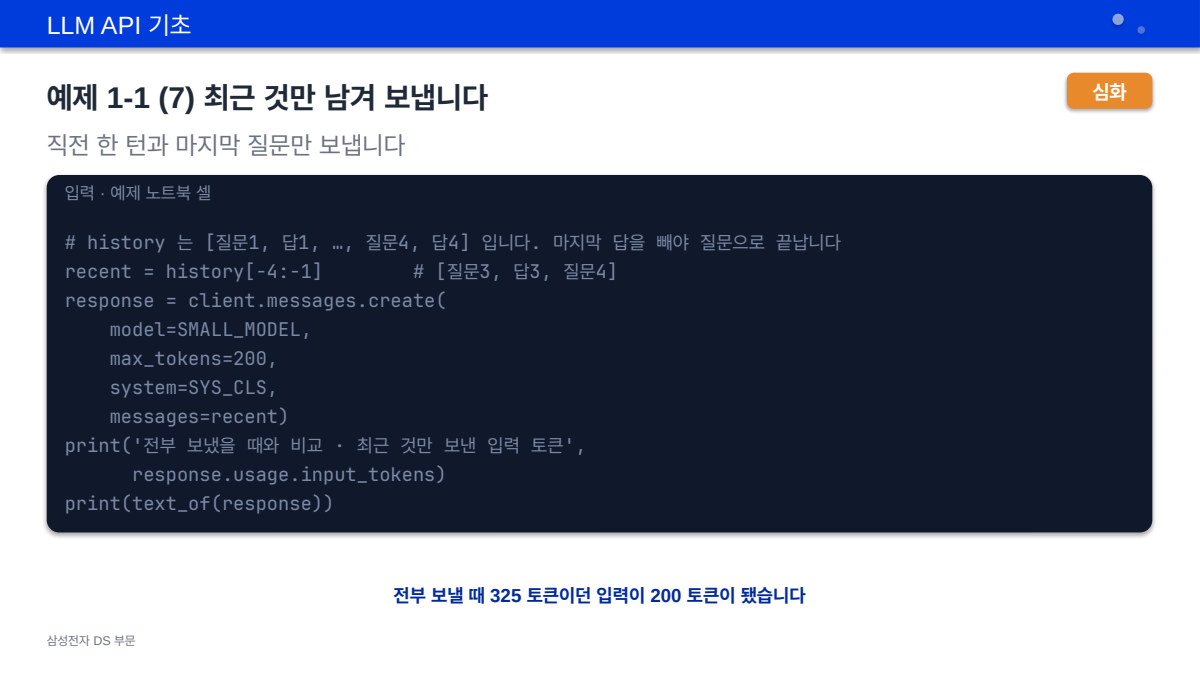 LLM API 기초
예제 1-1 (7) 최근 것만 남겨 보냅니다
심화
직전 한 턴과 마지막 질문만 보냅니다
입력 · 예제 노트북 셀
# history 는 [질문1, 답1, …, 질문4, 답4] 입니다. 마지막 답을 빼야 질문으로 끝납니다
recent = history[-4:-1]        # [질문3, 답3, 질문4]
response = client.messages.create(
    model=SMALL_MODEL,
    max_tokens=200,
    system=SYS_CLS,
    messages=recent)
print('전부 보냈을 때와 비교 · 최근 것만 보낸 입력 토큰',
      response.usage.input_tokens)
print(text_of(response))
전부 보낼 때 325 토큰이던 입력이 200 토큰이 됐습니다
삼성전자 DS 부문